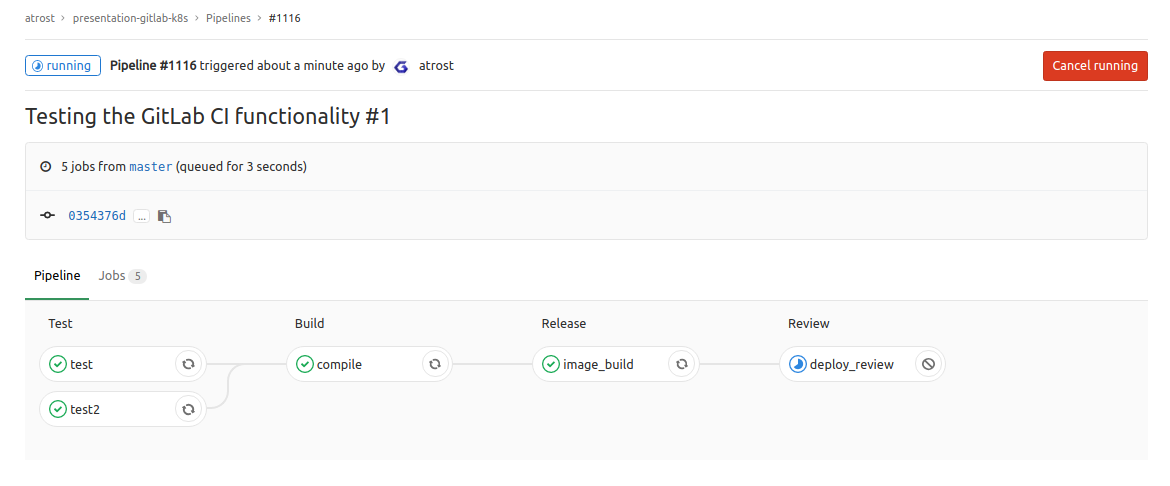 atrost > presentation-gitlab-k8s > Pipelines > #1116
running Pipeline #1116 triggered about a minute ago by atrost Cancel running
Testing the GitLab CI functionality #1
5 jobs from master (queued for 3 seconds)
0354376d ...
Pipeline Jobs 5
Test Build Release Review
test compile image_build deploy_review
test2